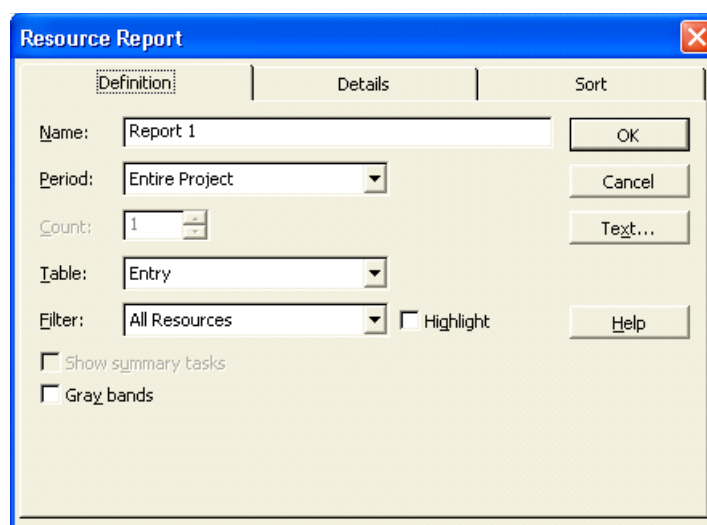 Resource Report
Definition Details Sort
Name: Report 1 OK
Period: Entire Project Cancel
Count: 1 Text...
Table: Entry
Filter: All Resources Highlight Help
Show summary tasks
Gray bands